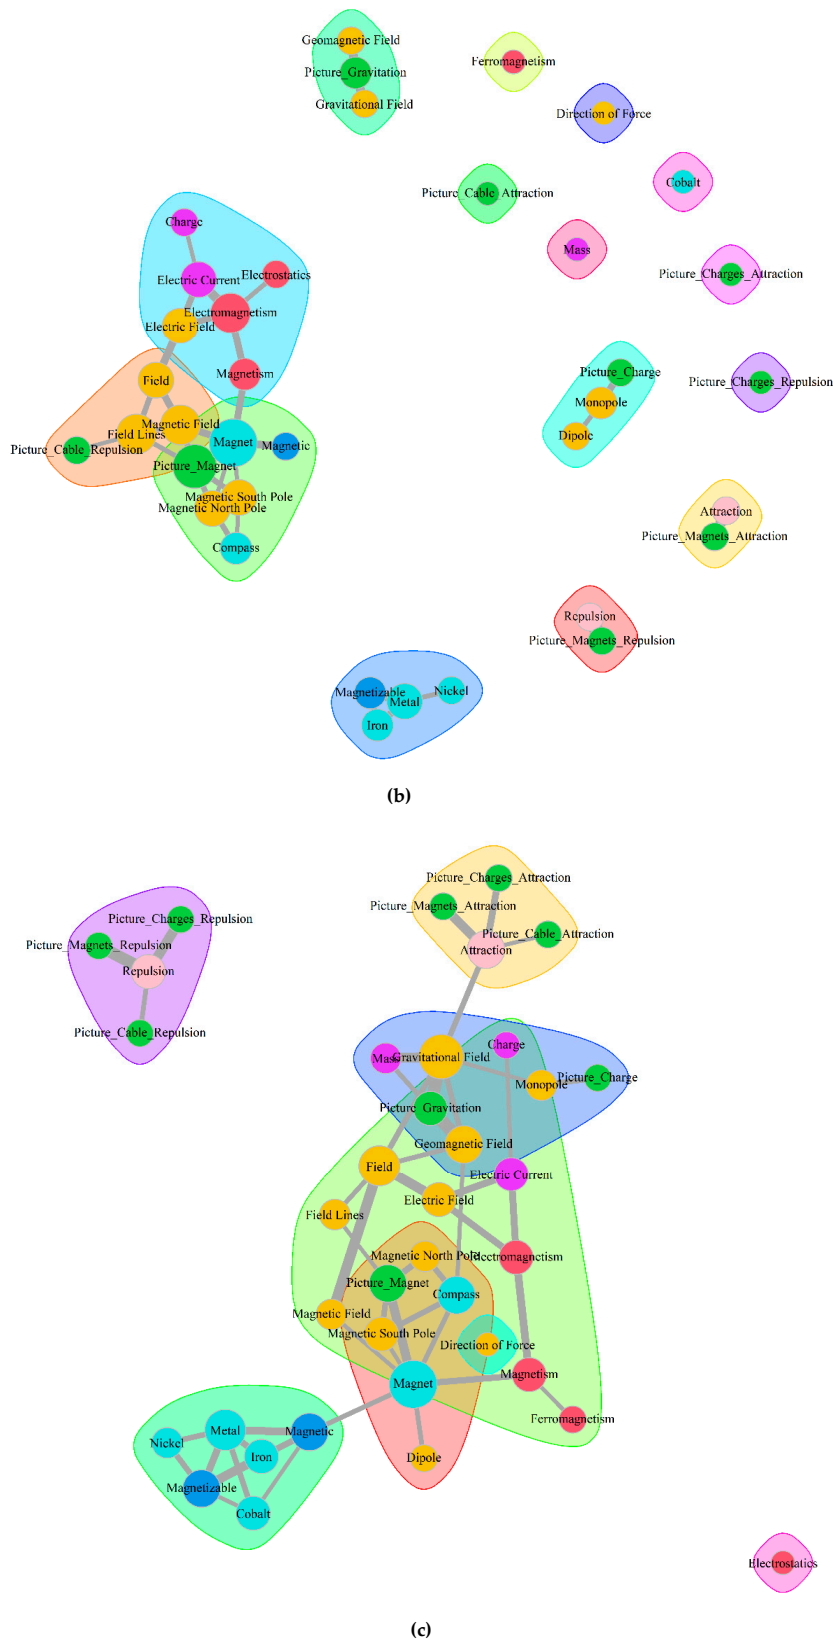 Geomagnetic Field
Ferromagnetism
Picture_Gravitation
Gravitational Field
Direction of Force
Cobalt
Picture_Cable_Attraction
Charge
Mass
Electric Current
Electrostatics
Picture_Charges_Attraction
Electromagnetism
Electric Field
Magnetism
Field
Picture_Charge
Picture_Charges_Repulsion
Monopole
Magnetic Field
Field Lines
Dipole
Picture_Cable_Repulsion
Magnet
Magnetic
Picture_Magnet
Magnetic South Pole
Magnetic North Pole
Attraction
Picture_Magnets_Attraction
Compass
Repulsion
Picture_Magnets_Repulsion
Magnetizable
Nickel
Metal
Iron
(b)
Picture_Charges_Attraction
Picture_Magnets_Attraction
Picture_Charges_Repulsion
Picture_Cable_Attraction
Picture_Magnets_Repulsion
Attraction
Repulsion
Picture_Cable_Repulsion
Charge
Mass
Gravitational Field
Monopole
Picture_Charge
Picture_Gravitation
Geomagnetic Field
Field
Electric Current
Electric Field
Field Lines
Magnetic North Pole
Electromagnetism
Picture_Magnet
Compass
Magnetic Field
Magnetic South Pole
Direction of Force
Magnet
Magnetism
Ferromagnetism
Metal
Magnetic
Nickel
Iron
Dipole
Magnetizable
Cobalt
Electrostatics
(c)